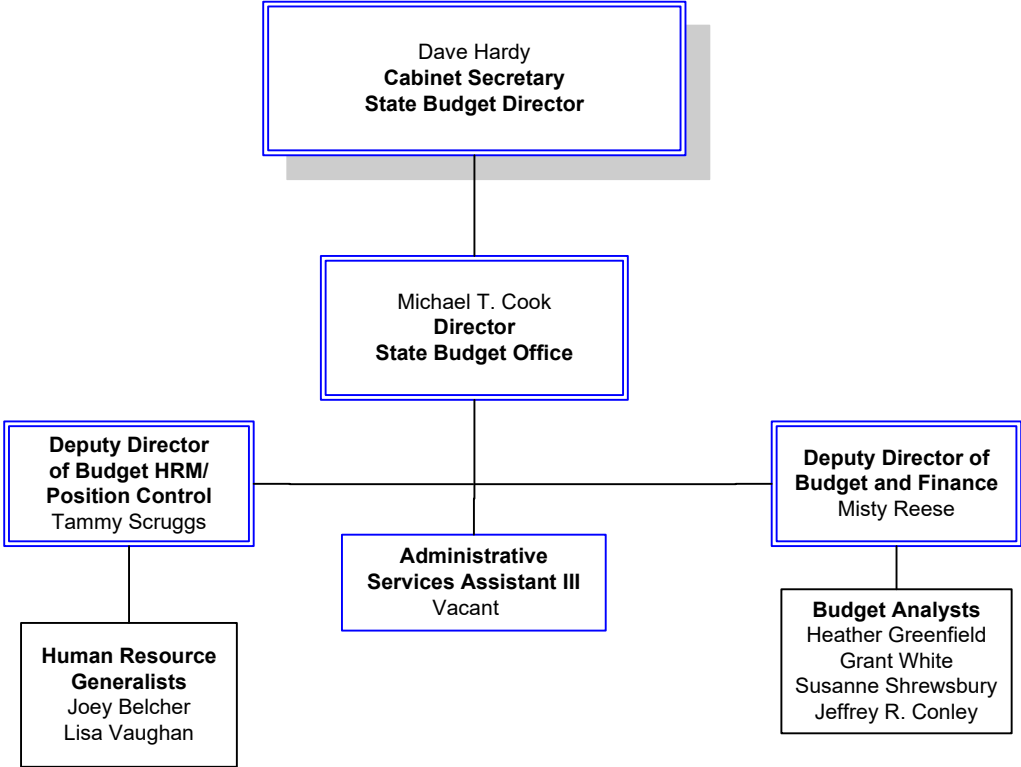 Dave Hardy
Cabinet Secretary
State Budget Director
Michael T. Cook
Director
State Budget Office
Deputy Director
of Budget HRM/
Position Control
Tammy Scruggs
Administrative
Services Assistant III
Vacant
Deputy Director of
Budget and Finance
Misty Reese
Human Resource
Generalists
Joey Belcher
Lisa Vaughan
Budget Analysts
Heather Greenfield
Grant White
Susanne Shrewsbury
Jeffrey R. Conley